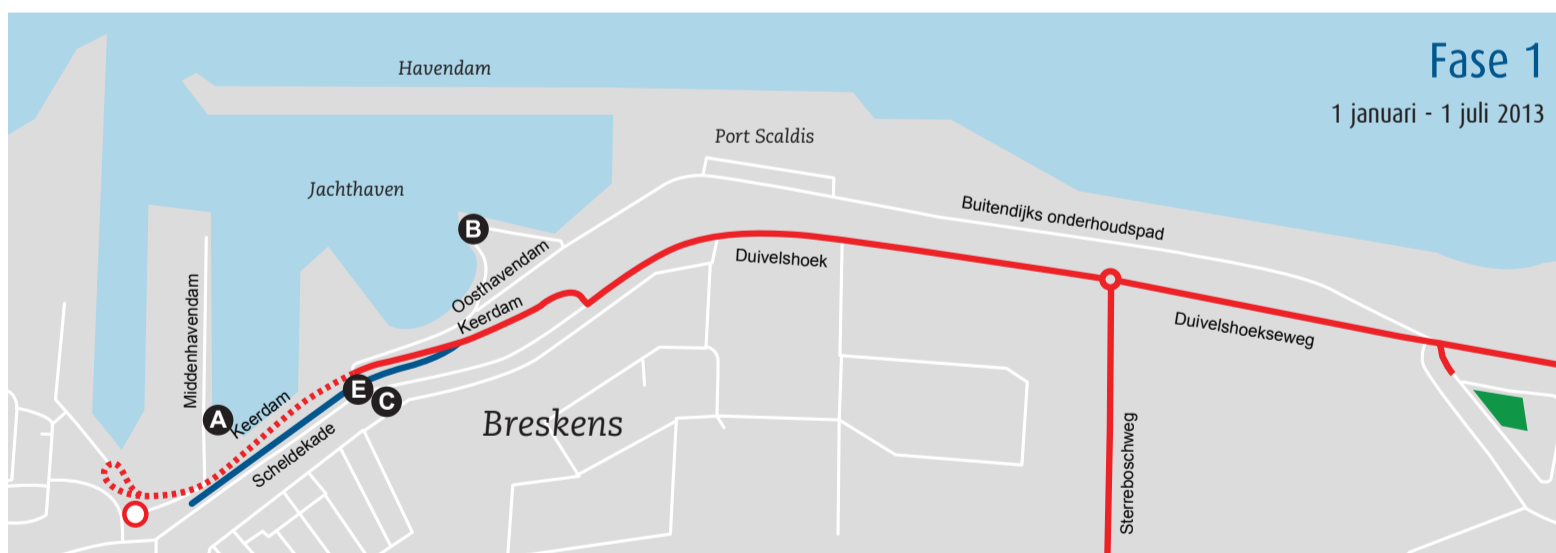 Fase 1
1 januari - 1 juli 2013
Havendam
Port Scaldis
Jachthaven
Buitendijks onderhoudspad
B
Oosthavendam
Duivelshoek
Keerdam
Middenhavendam
Duivelshoekseweg
E
C
A
Keerdam
Breskens
Scheldekade
Sterreboschweg